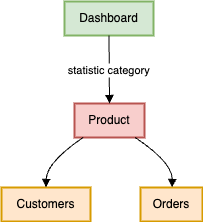 Dashboard
statistic category
Product
Customers
Orders